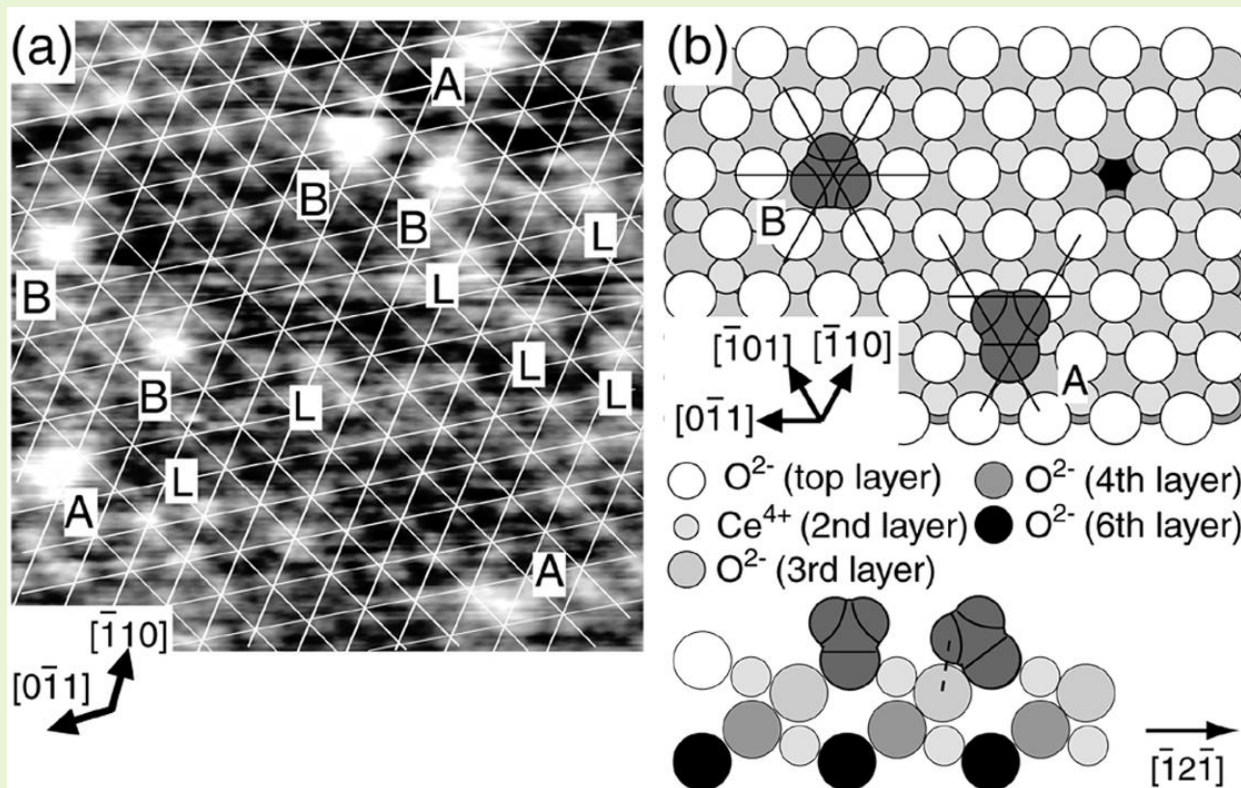 (a)
A
B
B
L
B
L
B
L
L
L
L
A
A
[1̄10]
[01̄1]
(b)
B
A
[1̄01]
[1̄10]
[01̄1]
O²⁻ (top layer)
O²⁻ (4th layer)
Ce⁴⁺ (2nd layer)
O²⁻ (6th layer)
O²⁻ (3rd layer)
[1̄21̄]